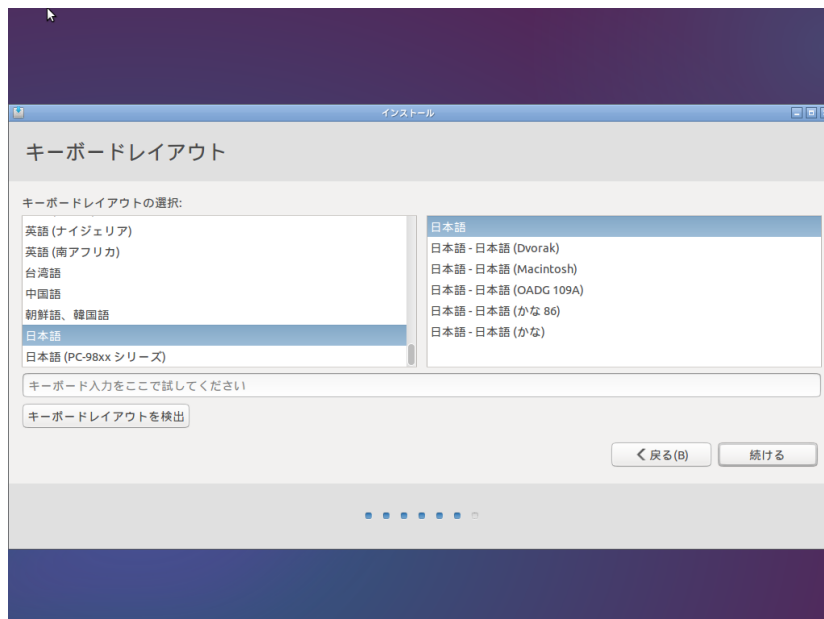 インストール
キーボードレイアウト
キーボードレイアウトの選択:
英語 (ナイジェリア)
英語 (南アフリカ)
台湾語
中国語
朝鮮語、韓国語
日本語
日本語 (PC-98xx シリーズ)
日本語
日本語 - 日本語 (Dvorak)
日本語 - 日本語 (Macintosh)
日本語 - 日本語 (OADG 109A)
日本語 - 日本語 (かな 86)
日本語 - 日本語 (かな)
キーボード入力をここで試してください
キーボードレイアウトを検出
戻る(B)
続ける